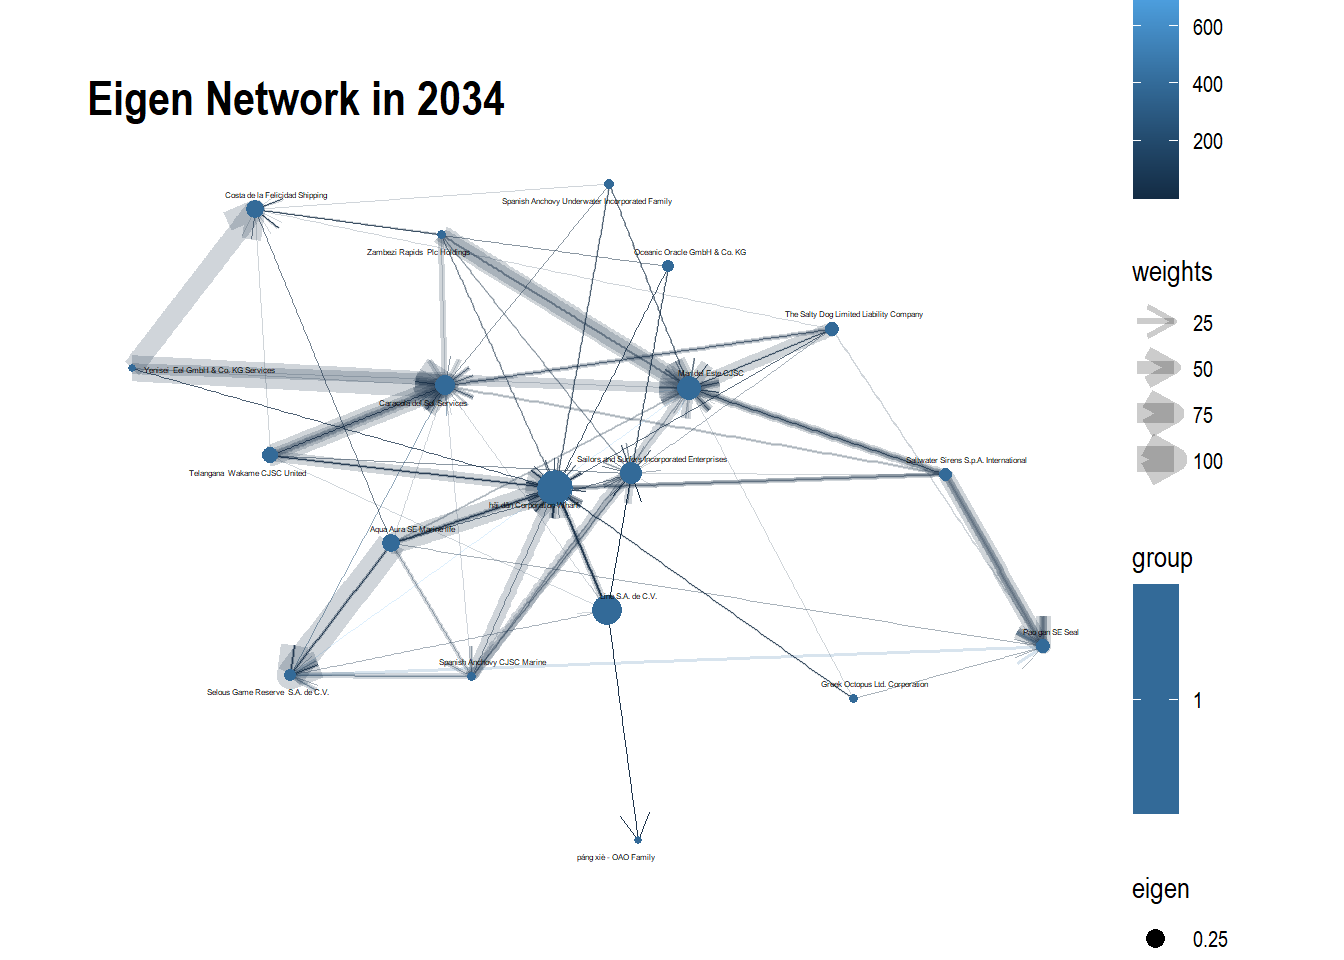 600
Eigen Network in 2034
400
200
Costa de la Felicidad Shipping
Spanish Anchovy Underwater Incorporated Family
Zambezi Rapids Plc Holdings
Oceanic Oracle GmbH & Co. KG
weights
The Salty Dog Limited Liability Company
25
Yenisei Eel GmbH & Co. KG Services
50
Mar del Este CJSC
Caracola del Sol Services
75
Sailors and Surfers Incorporated Enterprises
100
Saltwater Sirens S.p.A. International
Telangana Wakame CJSC United
hǎi dǎn Corporation Wharf
Aqua Aura SE Marine life
group
S.A. de C.V.
Pao gan SE Seal
Spanish Anchovy CJSC Marine
Selous Game Reserve S.A. de C.V.
Greek Octopus Ltd. Corporation
1
páng xiè - OAO Family
eigen
0.25